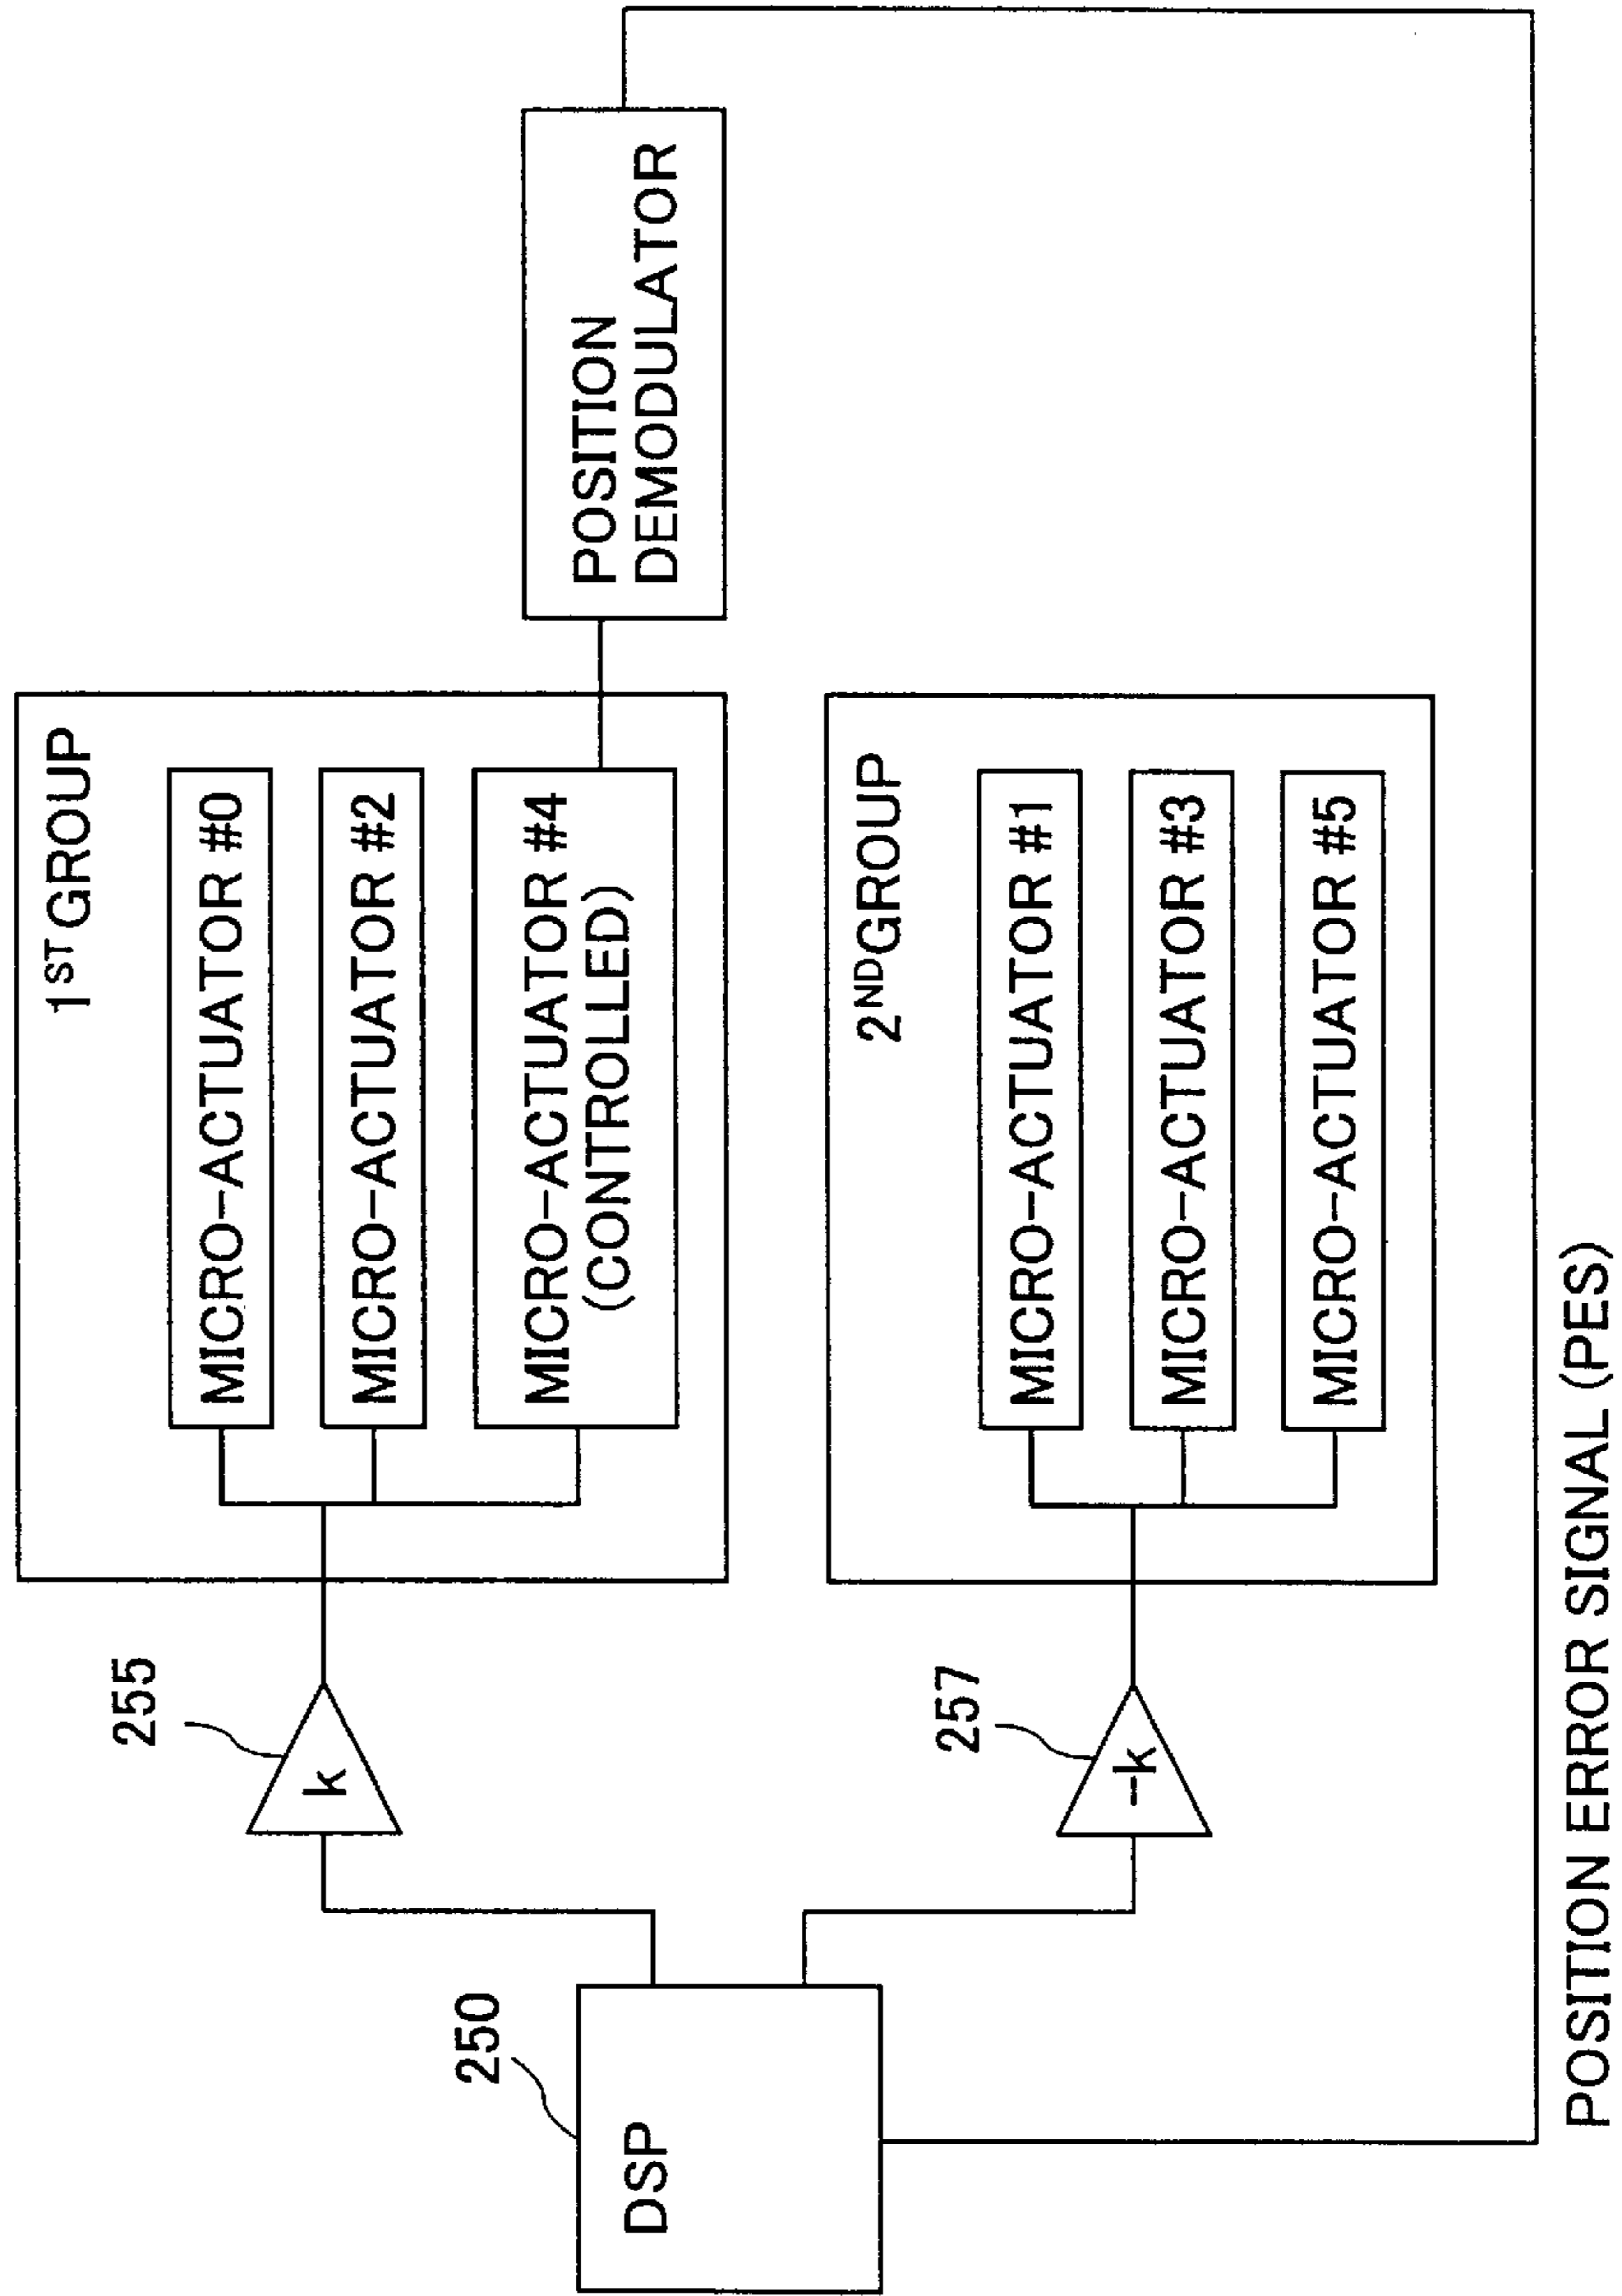 250
DSP
255
k
257
-k
1ST GROUP
MICRO-ACTUATOR #0
MICRO-ACTUATOR #2
MICRO-ACTUATOR #4
(CONTROLLED)
2ND GROUP
MICRO-ACTUATOR #1
MICRO-ACTUATOR #3
MICRO-ACTUATOR #5
POSITION
DEMODULATOR
POSITION ERROR SIGNAL (PES)